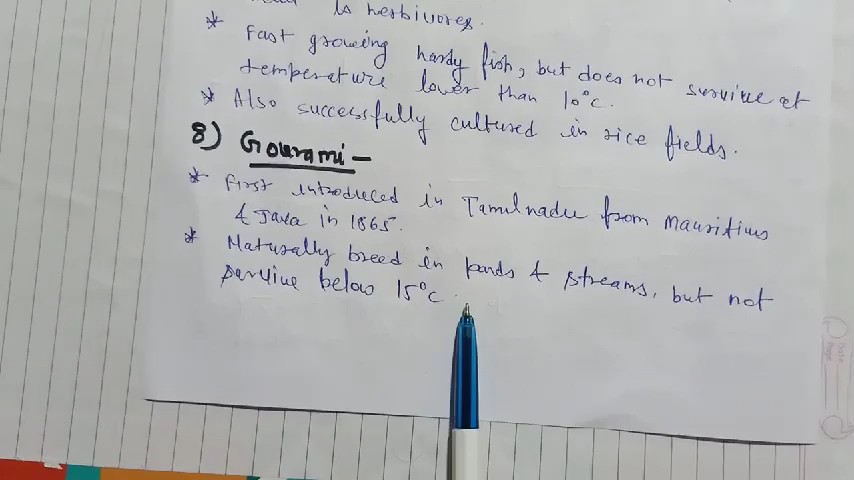 is herbivores.
* Fast growing hardy fish, but does not survive at
temperature lower than 10°C.
* Also successfully cultured in rice fields.
8) Gourami -
* First introduced in Tamilnadu from Mauritius
& Java in 1865.
* Naturally breed in ponds & streams, but not
survive below 15°C.
Date
Page